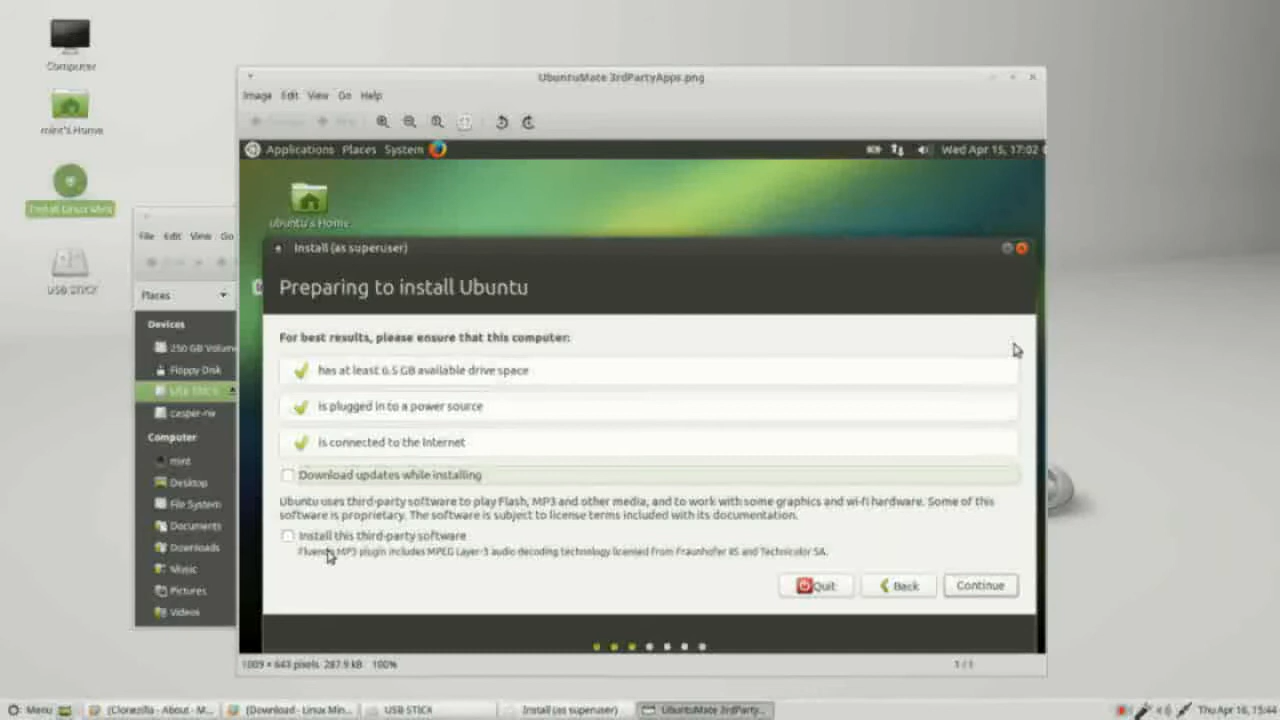 Computer
mint's Home
Install Linux Mint
USB STICK
File Edit View Go
Places
Devices
250 GB Volum
Floppy Disk
USB STICK
casper-rw
Computer
mint
Desktop
File System
Documents
Downloads
Music
Pictures
Videos
UbuntuMate 3rdPartyApps.png
Image Edit View Go Help
Applications Places System
Wed Apr 15, 17:02
ubuntu's Home
Install (as superuser)
Preparing to install Ubuntu
For best results, please ensure that this computer:
has at least 6.5 GB available drive space
is plugged in to a power source
is connected to the Internet
Download updates while installing
Ubuntu uses third-party software to play Flash, MP3 and other media, and to work with some graphics and wi-fi hardware. Some of this
software is proprietary. The software is subject to license terms included with its documentation.
Install this third-party software
Fluendo MP3 plugin includes MPEG Layer-3 audio decoding technology licensed from Fraunhofer IIS and Technicolor SA.
Quit
Back
Continue
1009 × 643 pixels 287.9 kB 100%
1 / 1
Menu
(Clonezilla - About - M...
(Download - Linux Min...
USB STICK
Install (as superuser)
UbuntuMate 3rdParty...
Thu Apr 16, 15:44